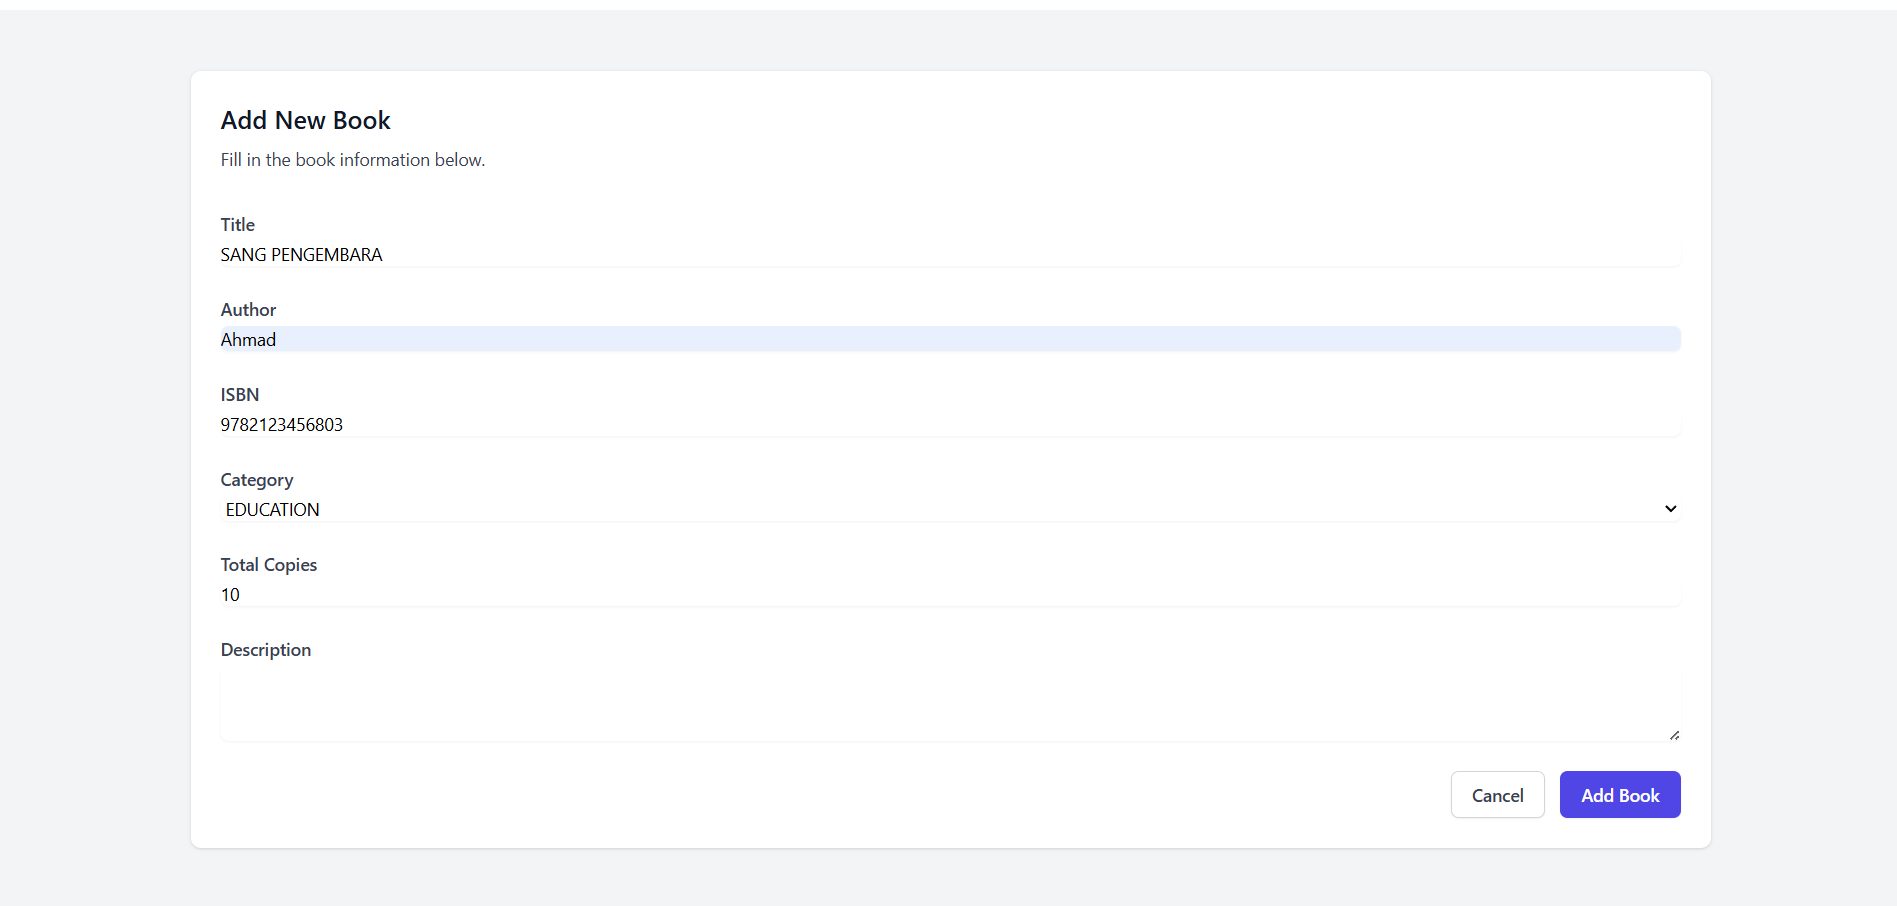 Add New Book
Fill in the book information below.
Title
SANG PENGEMBARA
Author
Ahmad
ISBN
9782123456803
Category
EDUCATION
Total Copies
10
Description
Cancel
Add Book